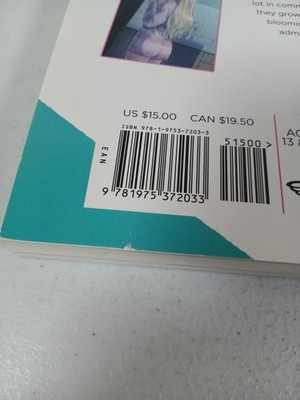 lot in comm
they grow
bloomin
adm
US $15.00 CAN $19.50
ISBN 978-1-9753-7203-3
51500 >
EAN
9 781975 372033
AG
13 &